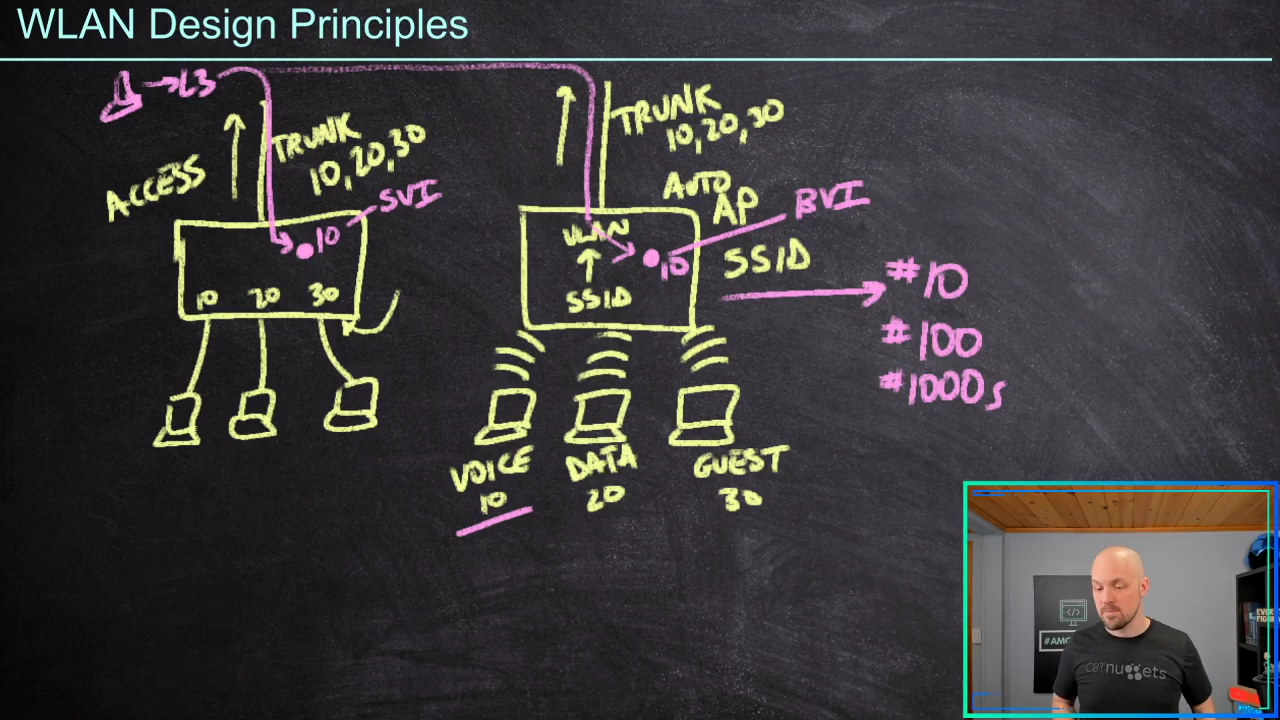 WLAN Design Principles
→L3
ACCESS
TRUNK
10,20,30
SVI
10
10 20 30
TRUNK
10,20,30
AUTO
AP
BVI
VLAN
10
SSID
SSID
#10
#100
#1000s
VOICE
10
DATA
20
GUEST
30
CBTnuggets